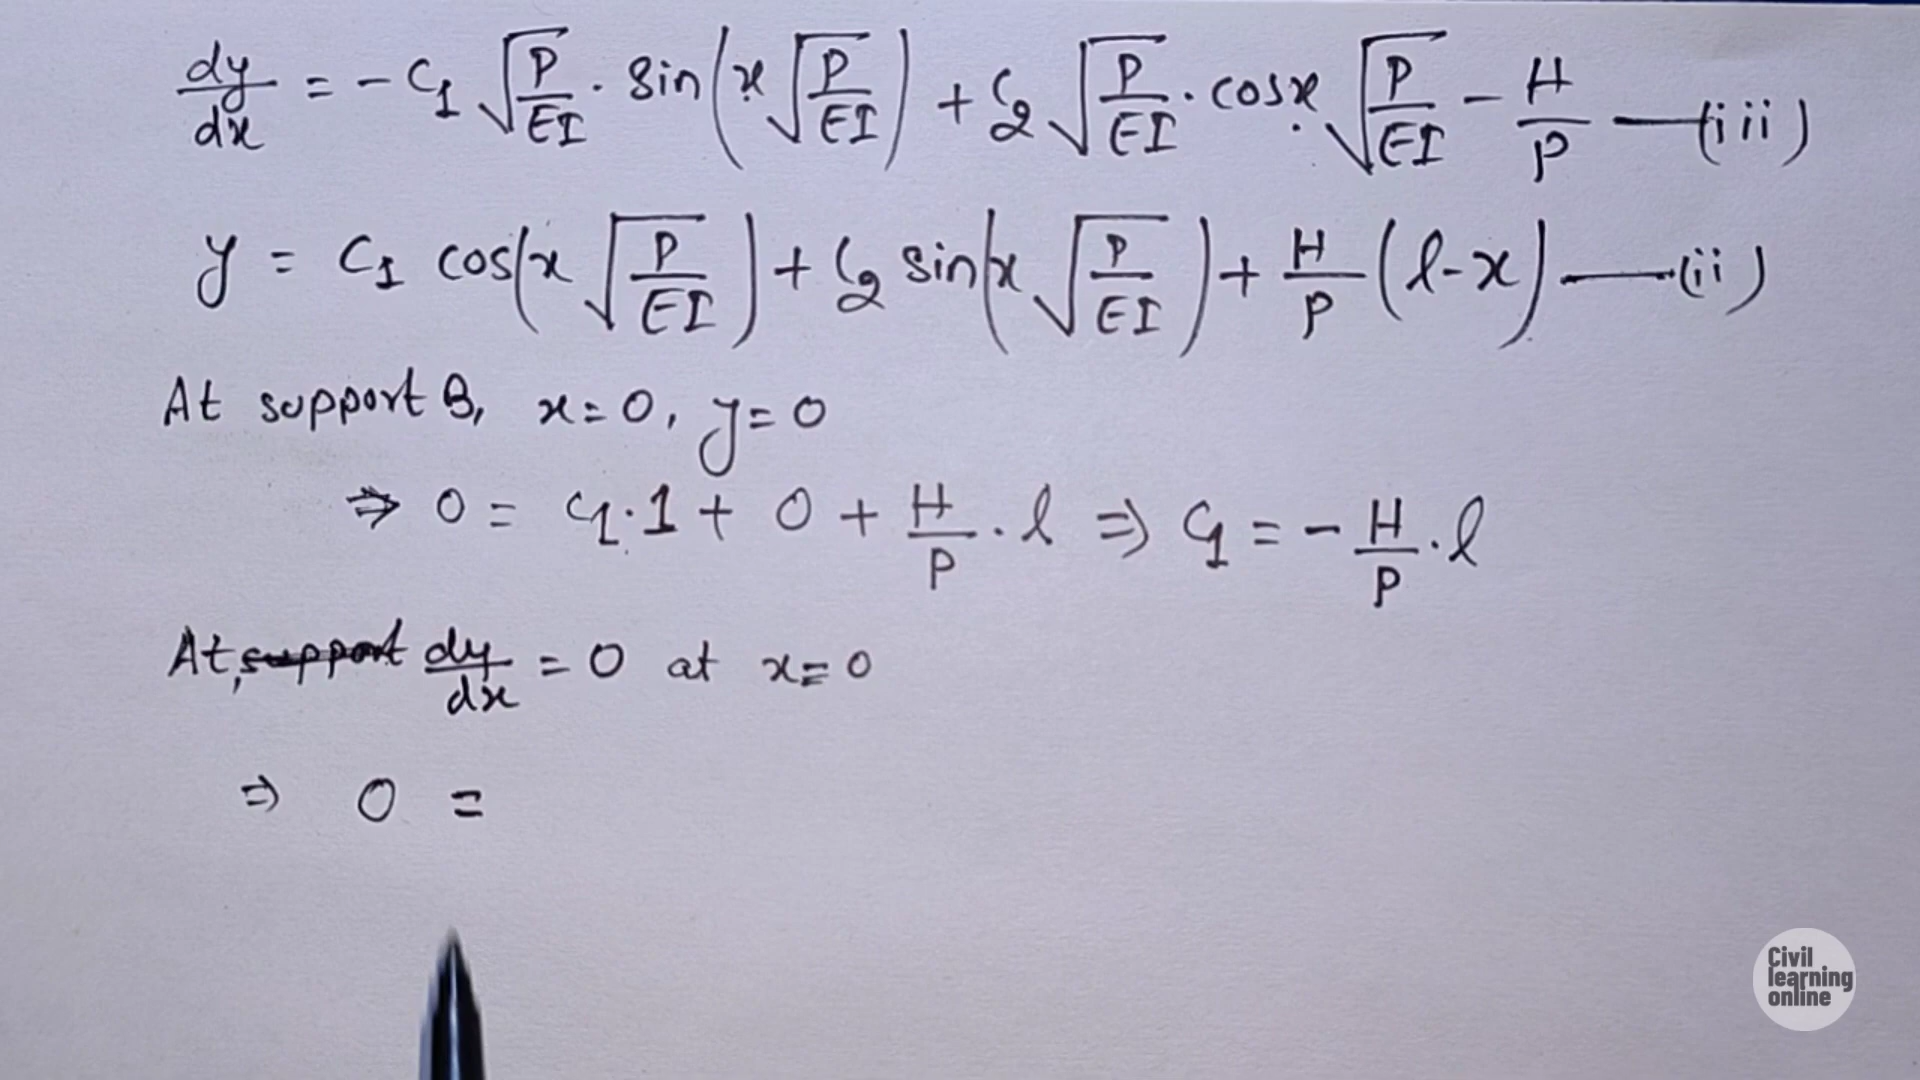 dy/dx = - C₁ √(P/EI) · sin(x √(P/EI)) + C₂ √(P/EI) · cosx √(P/EI) - H/P —(iii)
y = C₁ cos(x √(P/EI)) + C₂ sin(x √(P/EI)) + H/P (l-x) —(ii)
At support B, x=0, y=0
⇒ 0 = C₁·1 + 0 + H/P · l ⇒ C₁ = - H/P · l
At, support dy/dx = 0 at x=0
⇒ 0 =
Civil
learning
online